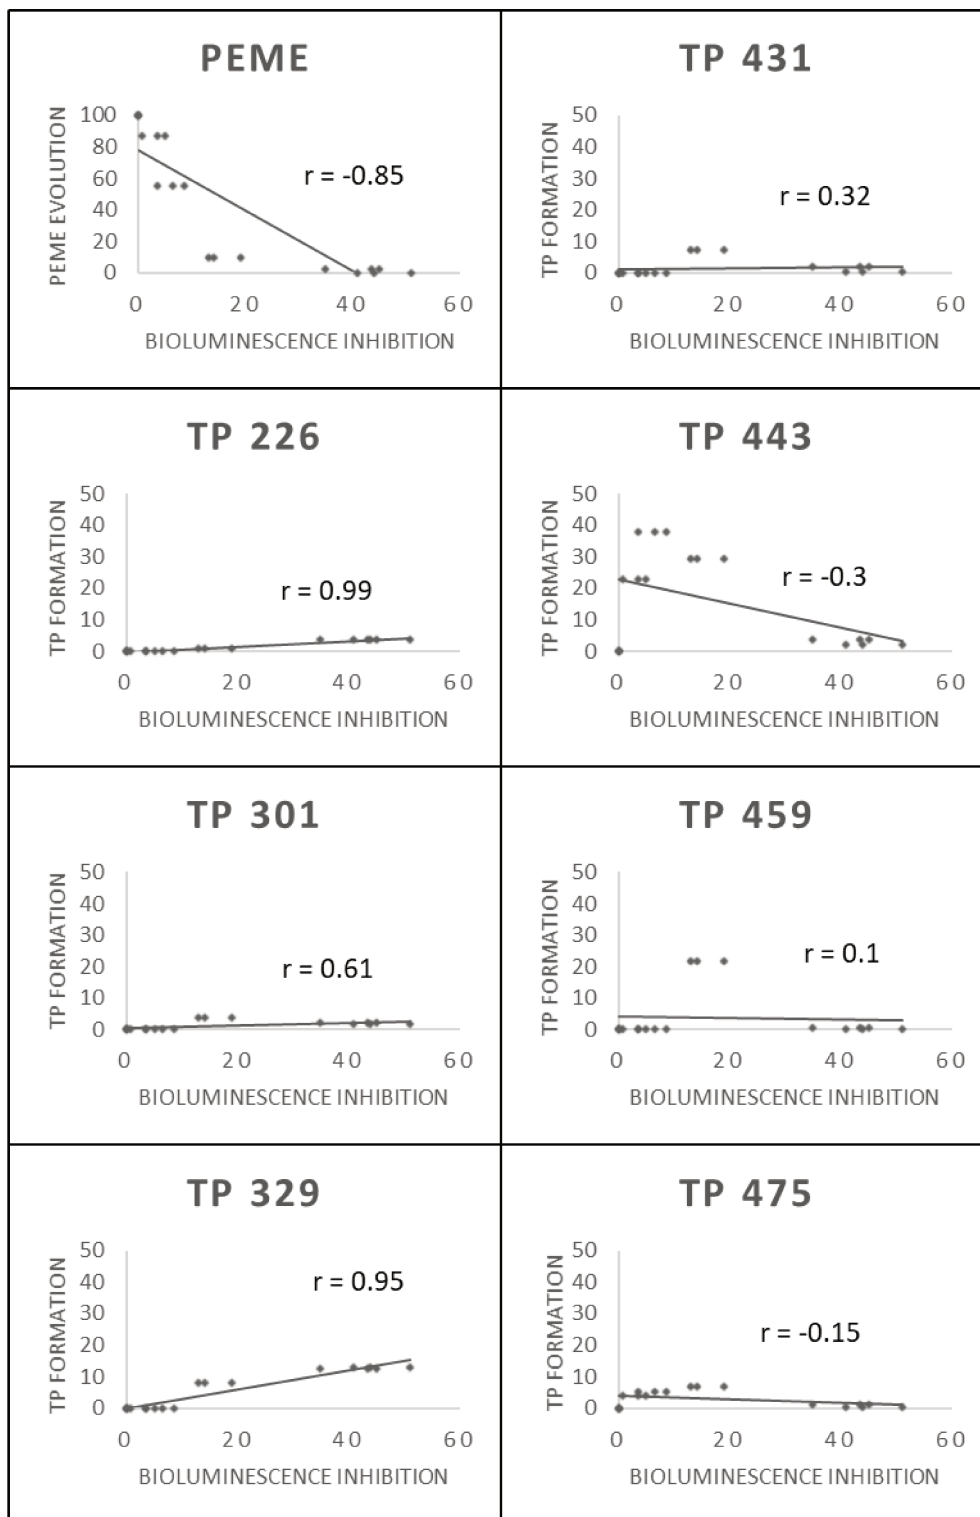 PEME
PEME EVOLUTION
100
80
60
40
20
0
r = -0.85
0 20 40 60
BIOLUMINESCENCE INHIBITION
TP 431
TP FORMATION
50
40
30
20
10
0
r = 0.32
0 20 40 60
BIOLUMINESCENCE INHIBITION
TP 226
TP FORMATION
50
40
30
20
10
0
r = 0.99
0 20 40 60
BIOLUMINESCENCE INHIBITION
TP 443
TP FORMATION
50
40
30
20
10
0
r = -0.3
0 20 40 60
BIOLUMINESCENCE INHIBITION
TP 301
TP FORMATION
50
40
30
20
10
0
r = 0.61
0 20 40 60
BIOLUMINESCENCE INHIBITION
TP 459
TP FORMATION
50
40
30
20
10
0
r = 0.1
0 20 40 60
BIOLUMINESCENCE INHIBITION
TP 329
TP FORMATION
50
40
30
20
10
0
r = 0.95
0 20 40 60
BIOLUMINESCENCE INHIBITION
TP 475
TP FORMATION
50
40
30
20
10
0
r = -0.15
0 20 40 60
BIOLUMINESCENCE INHIBITION